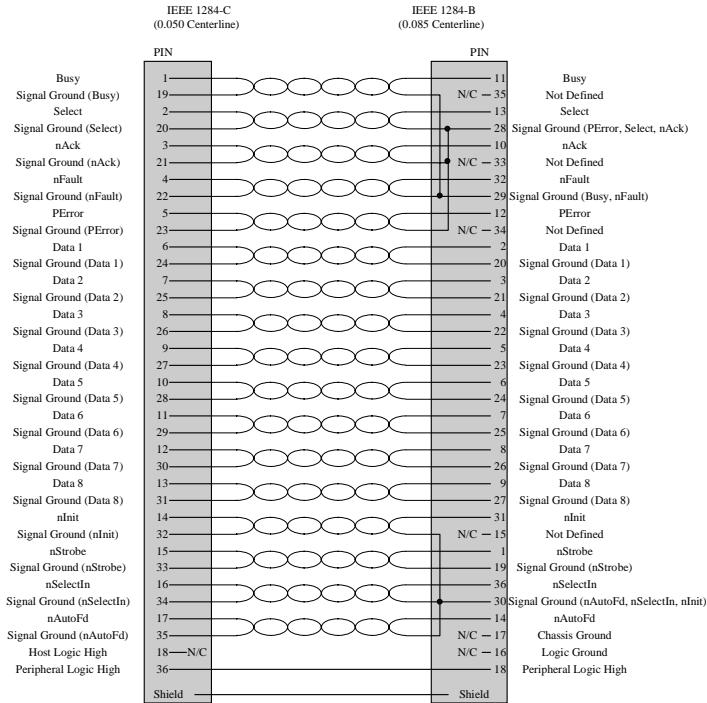 IEEE 1284-C IEEE 1284-B
(0.050 Centerline) (0.085 Centerline)
PIN PIN
Busy 1 11 Busy
Signal Ground (Busy) 19 N/C 35 Not Defined
Select 2 13 Select
Signal Ground (Select) 20 28 Signal Ground (PError, Select, nAck)
nAck 3 10 nAck
Signal Ground (nAck) 21 N/C 33 Not Defined
nFault 4 32 nFault
Signal Ground (nFault) 22 29 Signal Ground (Busy, nFault)
PError 5 12 PError
Signal Ground (PError) 23 N/C 34 Not Defined
Data 1 6 2 Data 1
Signal Ground (Data 1) 24 20 Signal Ground (Data 1)
Data 2 7 3 Data 2
Signal Ground (Data 2) 25 21 Signal Ground (Data 2)
Data 3 8 4 Data 3
Signal Ground (Data 3) 26 22 Signal Ground (Data 3)
Data 4 9 5 Data 4
Signal Ground (Data 4) 27 23 Signal Ground (Data 4)
Data 5 10 6 Data 5
Signal Ground (Data 5) 28 24 Signal Ground (Data 5)
Data 6 11 7 Data 6
Signal Ground (Data 6) 29 25 Signal Ground (Data 6)
Data 7 12 8 Data 7
Signal Ground (Data 7) 30 26 Signal Ground (Data 7)
Data 8 13 9 Data 8
Signal Ground (Data 8) 31 27 Signal Ground (Data 8)
nInit 14 31 nInit
Signal Ground (nInit) 32 N/C 15 Not Defined
nStrobe 15 1 nStrobe
Signal Ground (nStrobe) 33 19 Signal Ground (nStrobe)
nSelectIn 16 36 nSelectIn
Signal Ground (nSelectIn) 34 30 Signal Ground (nAutoFd, nSelectIn, nInit)
nAutoFd 17 14 nAutoFd
Signal Ground (nAutoFd) 35 N/C 17 Chassis Ground
Host Logic High 18 N/C N/C 16 Logic Ground
Peripheral Logic High 36 18 Peripheral Logic High
Shield Shield